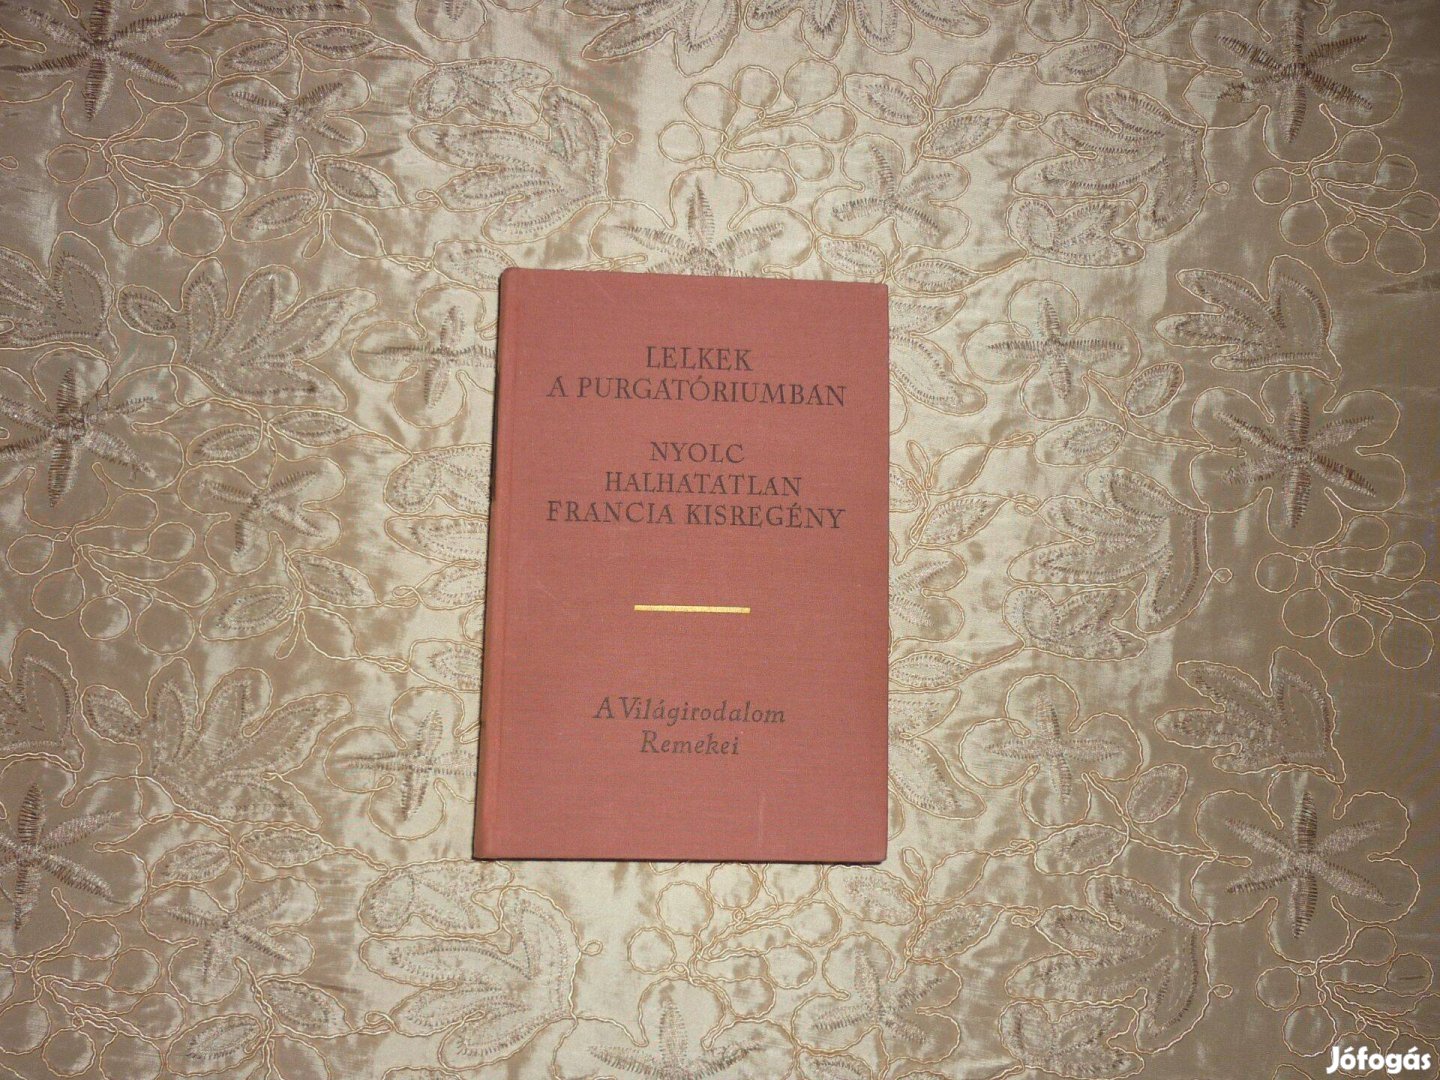 LELKEK
A PURGATÓRIUMBAN
NYOLC
HALHATATLAN
FRANCIA KISREGÉNY
A Világirodalom
Remekei
Jófogás